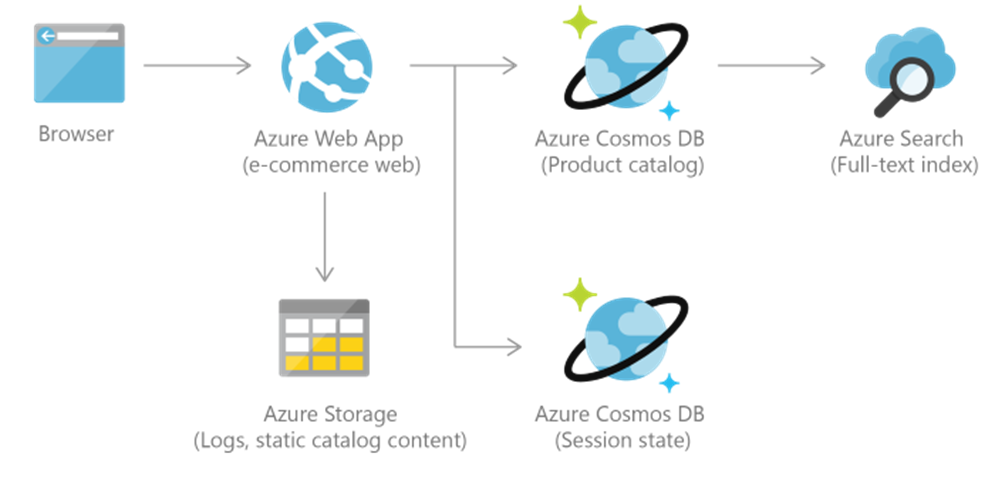 Browser
Azure Web App
(e-commerce web)
Azure Cosmos DB
(Product catalog)
Azure Search
(Full-text index)
Azure Storage
(Logs, static catalog content)
Azure Cosmos DB
(Session state)